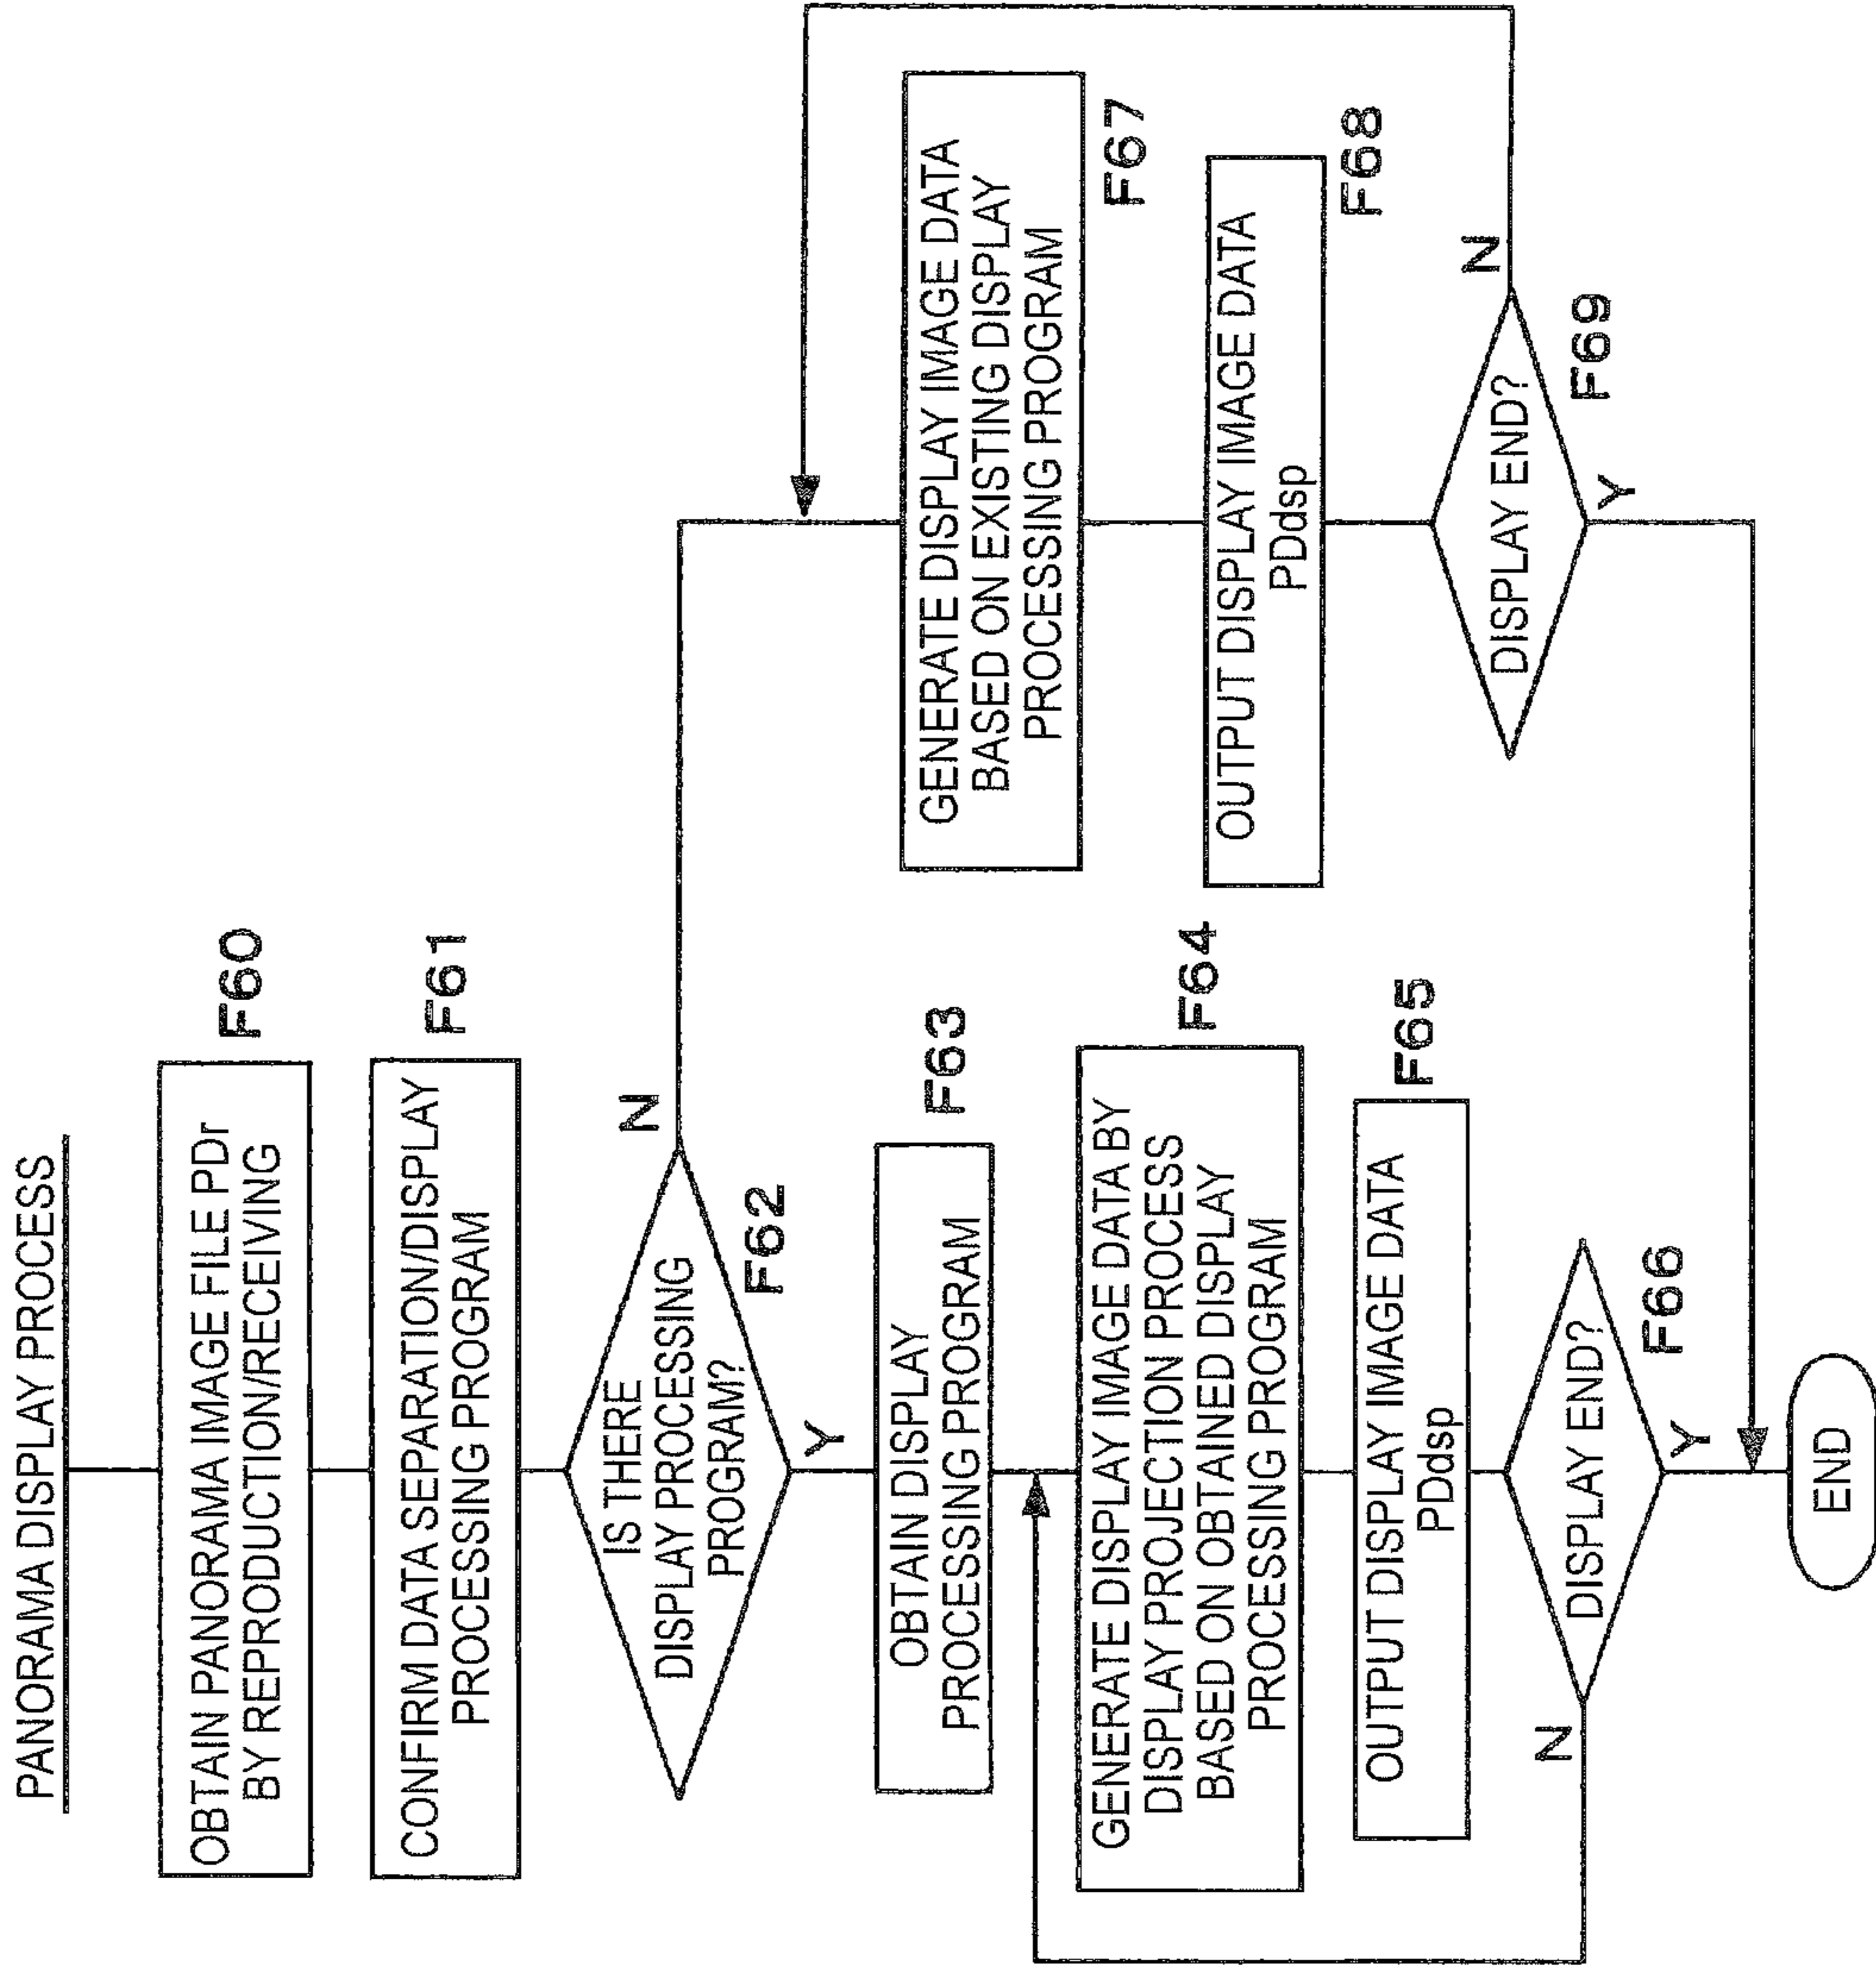 PANORAMA DISPLAY PROCESS
OBTAIN PANORAMA IMAGE FILE PDr
BY REPRODUCTION/RECEIVING
F60
CONFIRM DATA SEPARATION/DISPLAY
PROCESSING PROGRAM
F61
IS THERE
DISPLAY PROCESSING
PROGRAM?
F62
N
Y
OBTAIN DISPLAY
PROCESSING PROGRAM
F63
GENERATE DISPLAY IMAGE DATA BY
DISPLAY PROJECTION PROCESS
BASED ON OBTAINED DISPLAY
PROCESSING PROGRAM
F64
OUTPUT DISPLAY IMAGE DATA
PDdsp
F65
DISPLAY END?
F66
N
Y
END
GENERATE DISPLAY IMAGE DATA
BASED ON EXISTING DISPLAY
PROCESSING PROGRAM
F67
OUTPUT DISPLAY IMAGE DATA
PDdsp
F68
DISPLAY END?
F69
N
Y